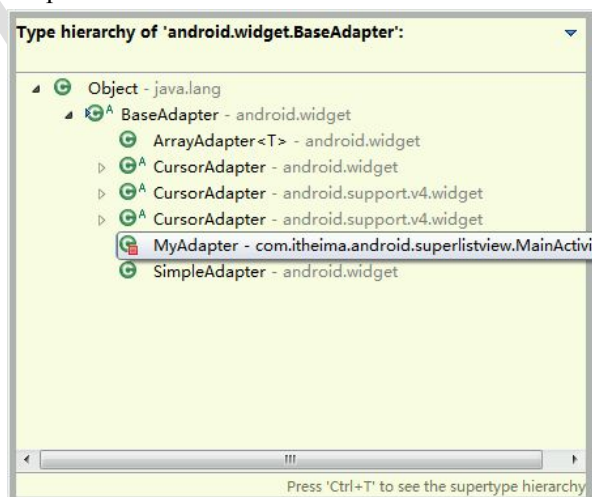 Type hierarchy of 'android.widget.BaseAdapter':
Object - java.lang
A BaseAdapter - android.widget
ArrayAdapter<T> - android.widget
A CursorAdapter - android.widget
A CursorAdapter - android.support.v4.widget
A CursorAdapter - android.support.v4.widget
MyAdapter - com.itheima.android.superlistview.MainActivi
SimpleAdapter - android.widget
Press 'Ctrl+T' to see the supertype hierarchy